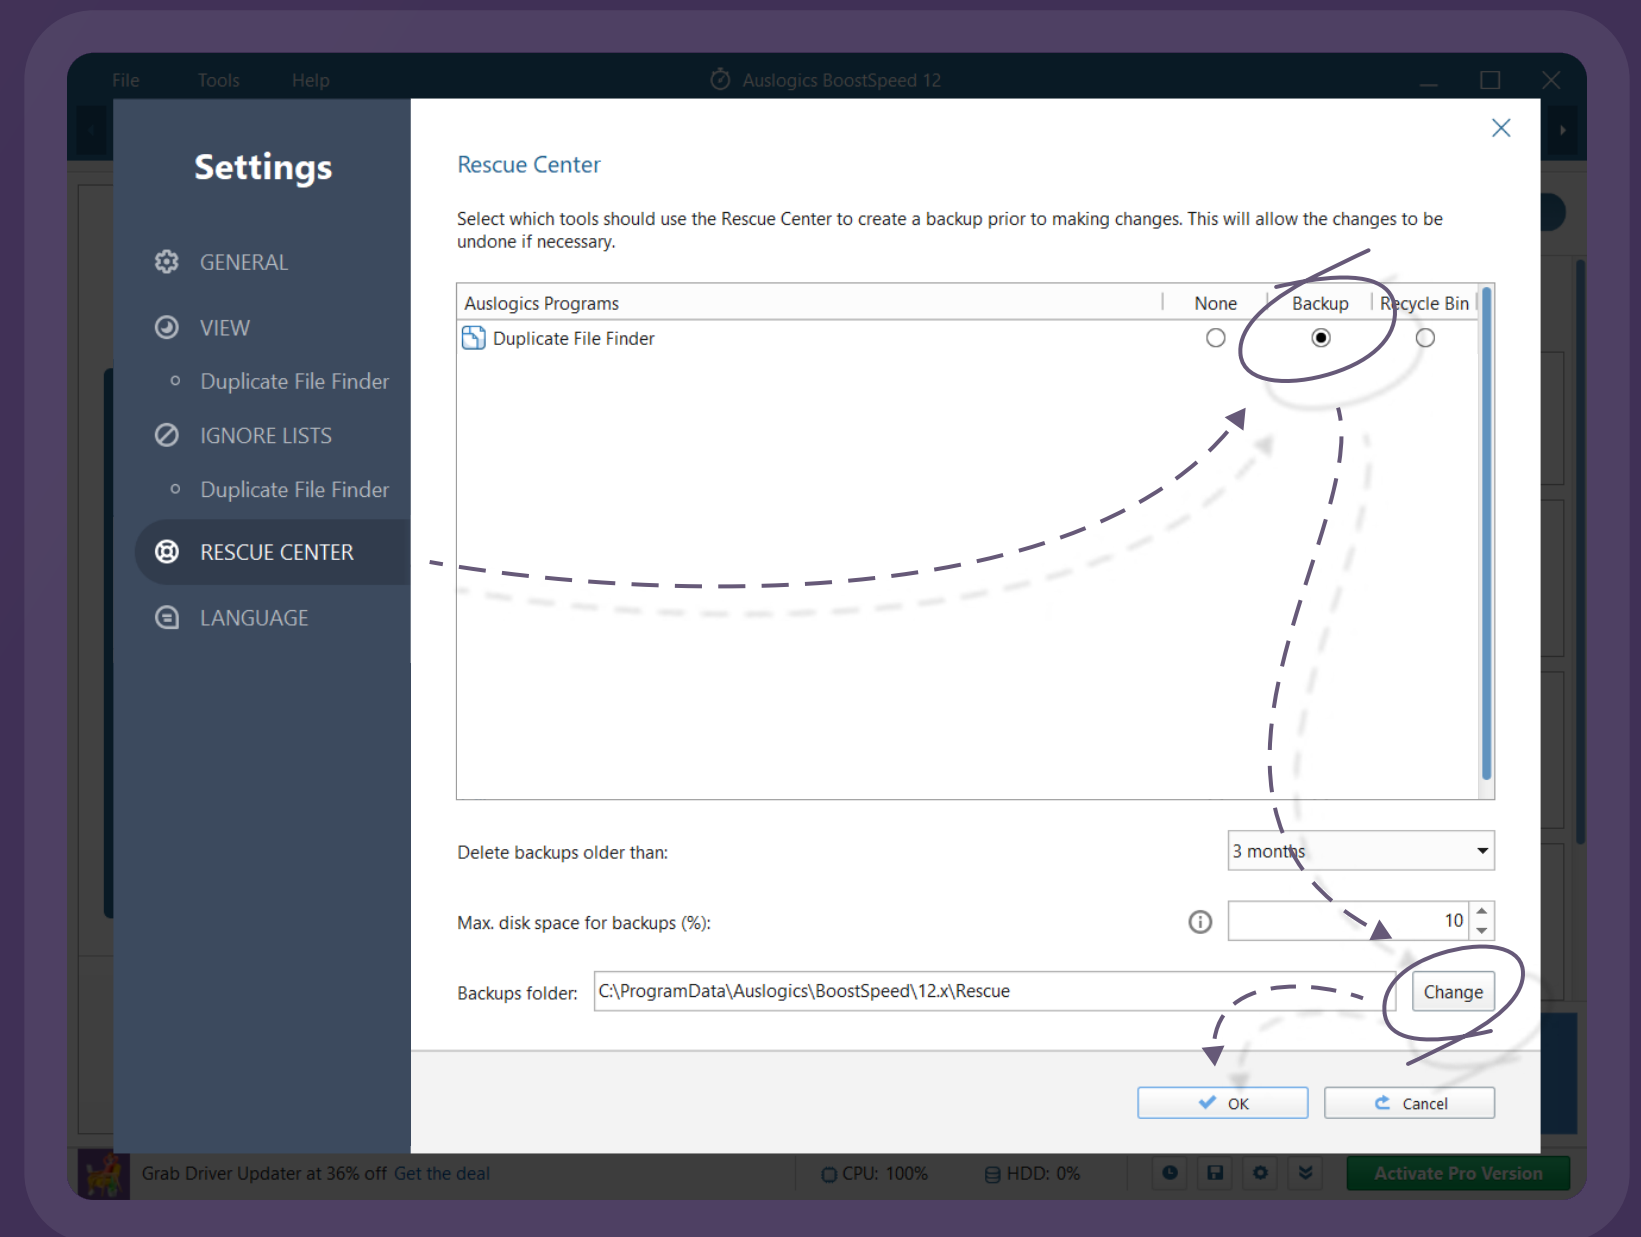 File Tools Help Auslogics BoostSpeed 12
Settings
GENERAL
VIEW
Duplicate File Finder
IGNORE LISTS
Duplicate File Finder
RESCUE CENTER
LANGUAGE
Rescue Center
Select which tools should use the Rescue Center to create a backup prior to making changes. This will allow the changes to be
undone if necessary.
Auslogics Programs None Backup Recycle Bin
Duplicate File Finder
Delete backups older than: 3 months
Max. disk space for backups (%): 10
Backups folder: C:\ProgramData\Auslogics\BoostSpeed\12.x\Rescue Change
OK Cancel
Grab Driver Updater at 36% off Get the deal CPU: 100% HDD: 0% Activate Pro Version